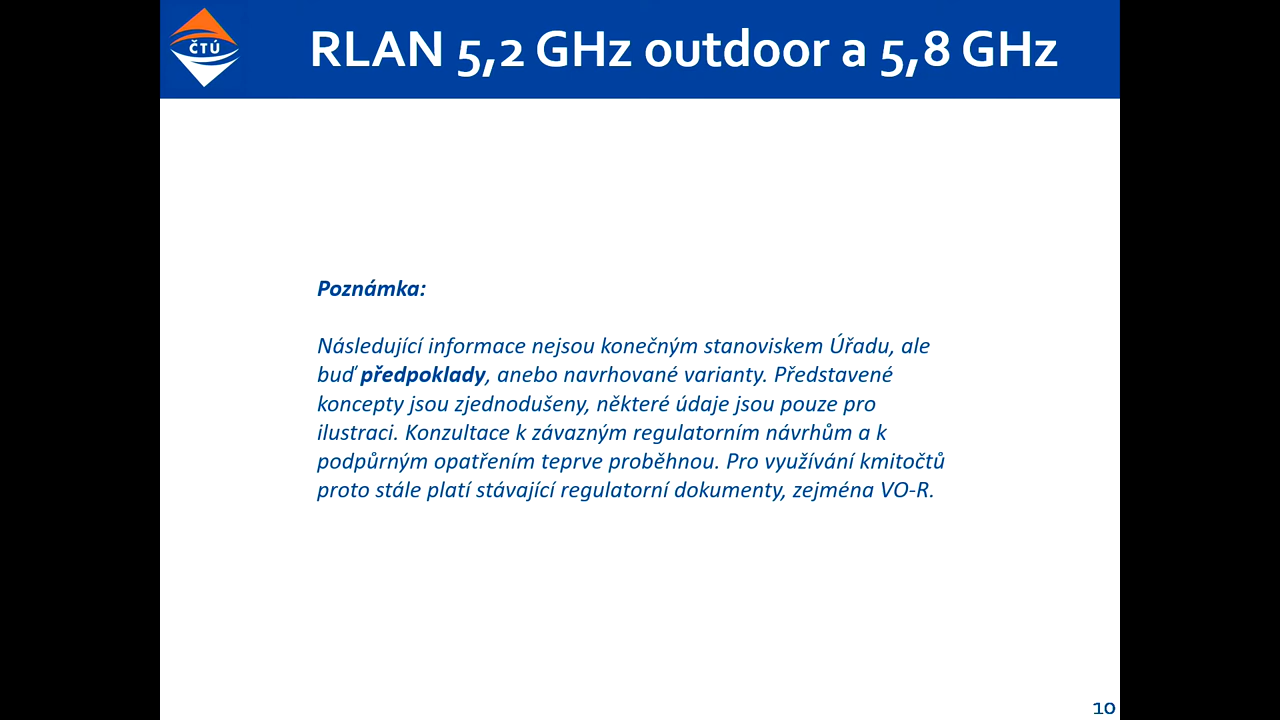 ČTÚ
RLAN 5,2 GHz outdoor a 5,8 GHz
Poznámka:
Následující informace nejsou konečným stanoviskem Úřadu, ale
buď předpoklady, anebo navrhované varianty. Představené
koncepty jsou zjednodušeny, některé údaje jsou pouze pro
ilustraci. Konzultace k závazným regulatorním návrhům a k
podpůrným opatřením teprve proběhnou. Pro využívání kmitočtů
proto stále platí stávající regulatorní dokumenty, zejména VO-R.
10